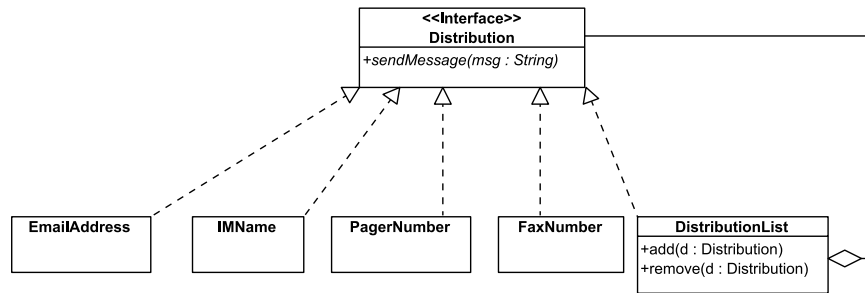 <<Interface>>
Distribution
+sendMessage(msg : String)
EmailAddress
IMName
PagerNumber
FaxNumber
DistributionList
+add(d : Distribution)
+remove(d : Distribution)